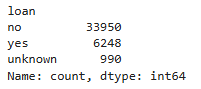 loan
no          33950
yes          6248
unknown       990
Name: count, dtype: int64